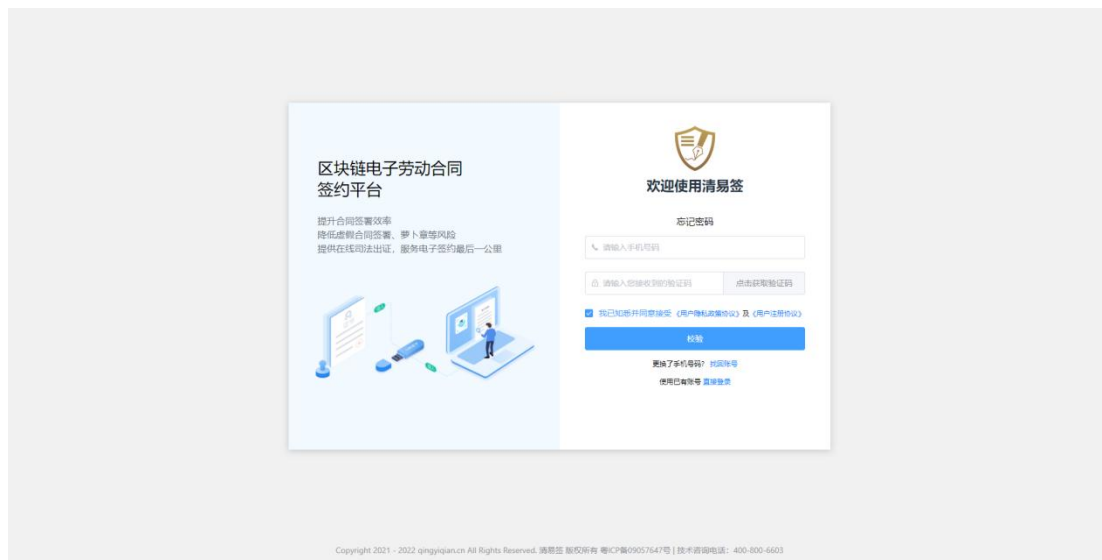 区块链电子劳动合同
签约平台
提升合同签署效率
降低虚假合同签署、萝卜章等风险
提供在线司法出证，服务电子签约最后一公里
欢迎使用清易签
忘记密码
请输入手机号码
请输入您接收到的验证码 点击获取验证码
我已知悉并同意接受《用户隐私政策协议》及《用户注册协议》
校验
更换了手机号码？找回账号
使用已有账号 直接登录
Copyright 2021 - 2022 qingyiqian.cn All Rights Reserved. 清易签 版权所有 粤ICP备09057647号 | 技术咨询电话：400-800-6603